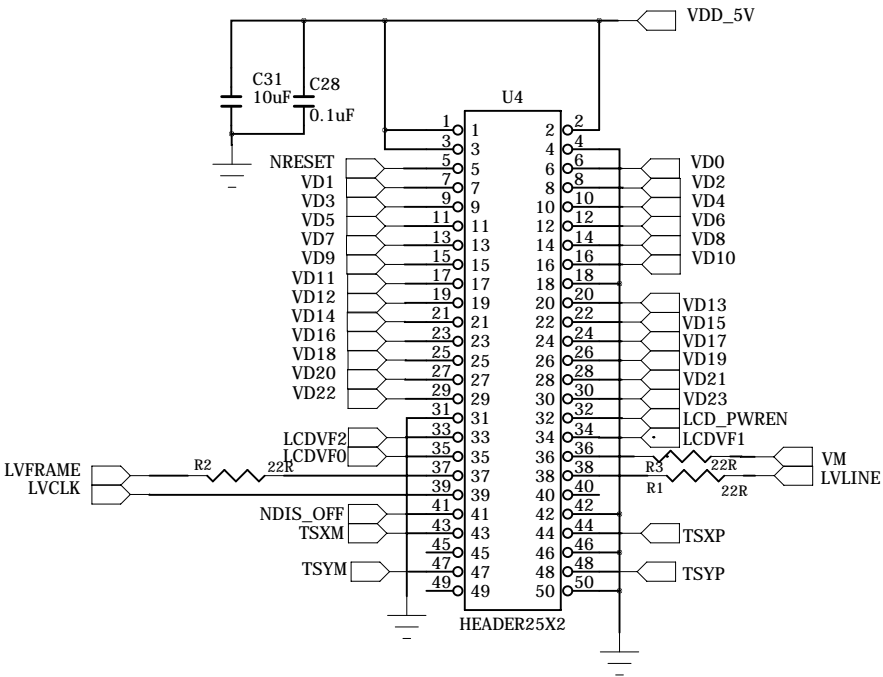 VDD_5V
C31
10uF
C28
0.1uF
U4
1 1 2 2
3 3 4 4
NRESET 5 5 6 6 VD0
VD1 7 7 8 8 VD2
VD3 9 9 10 10 VD4
VD5 11 11 12 12 VD6
VD7 13 13 14 14 VD8
VD9 15 15 16 16 VD10
VD11 17 17 18 18
VD12 19 19 20 20 VD13
VD14 21 21 22 22 VD15
VD16 23 23 24 24 VD17
VD18 25 25 26 26 VD19
VD20 27 27 28 28 VD21
VD22 29 29 30 30 VD23
31 31 32 32 LCD_PWREN
LCDVF2 33 33 34 34 LCDVF1
LCDVF0 35 35 36 36 R3 22R VM
LVFRAME R2 22R 37 37 38 38 R1 22R LVLINE
LVCLK 39 39 40 40
NDIS_OFF 41 41 42 42
TSXM 43 43 44 44 TSXP
45 45 46 46
TSYM 47 47 48 48 TSYP
49 49 50 50
HEADER25X2